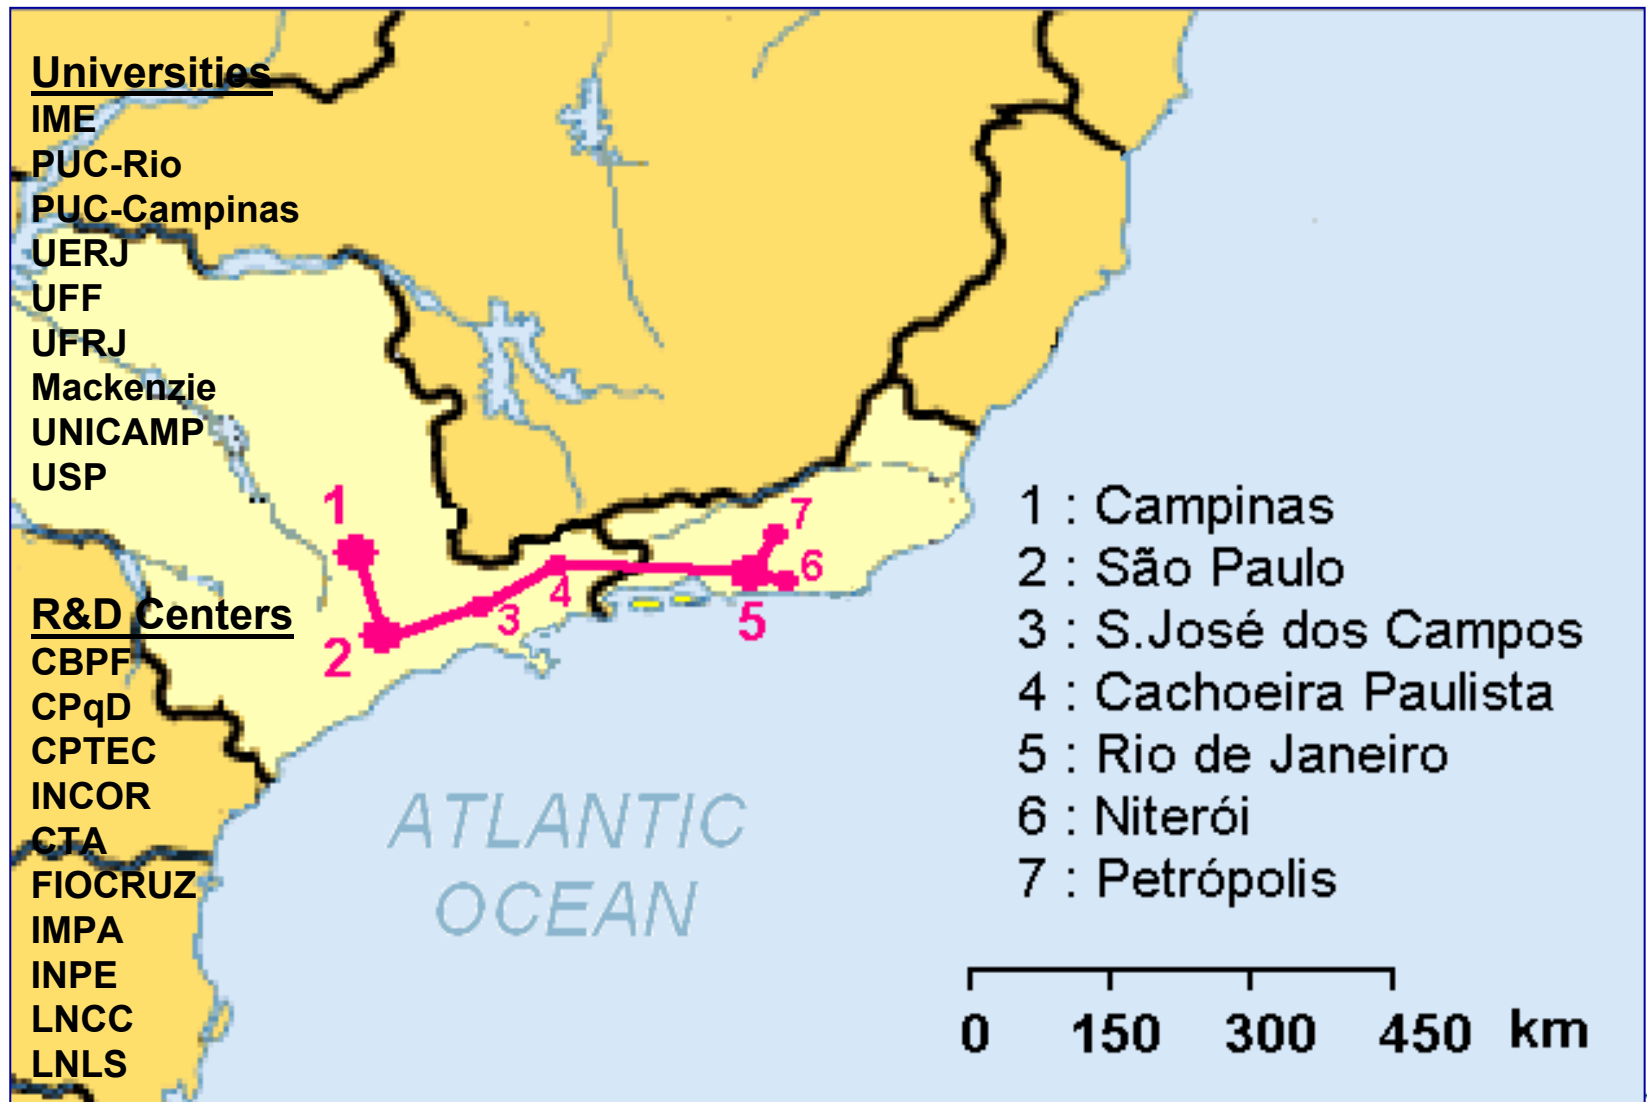 Universities
IME
PUC-Rio
PUC-Campinas
UERJ
UFF
UFRJ
Mackenzie
UNICAMP
USP
R&D Centers
CBPF
CPqD
CPTEC
INCOR
CTA
FIOCRUZ
IMPA
INPE
LNCC
LNLS
1
2
3
4
5
6
7
ATLANTIC
OCEAN
1 : Campinas
2 : São Paulo
3 : S.José dos Campos
4 : Cachoeira Paulista
5 : Rio de Janeiro
6 : Niterói
7 : Petrópolis
0 150 300 450 km